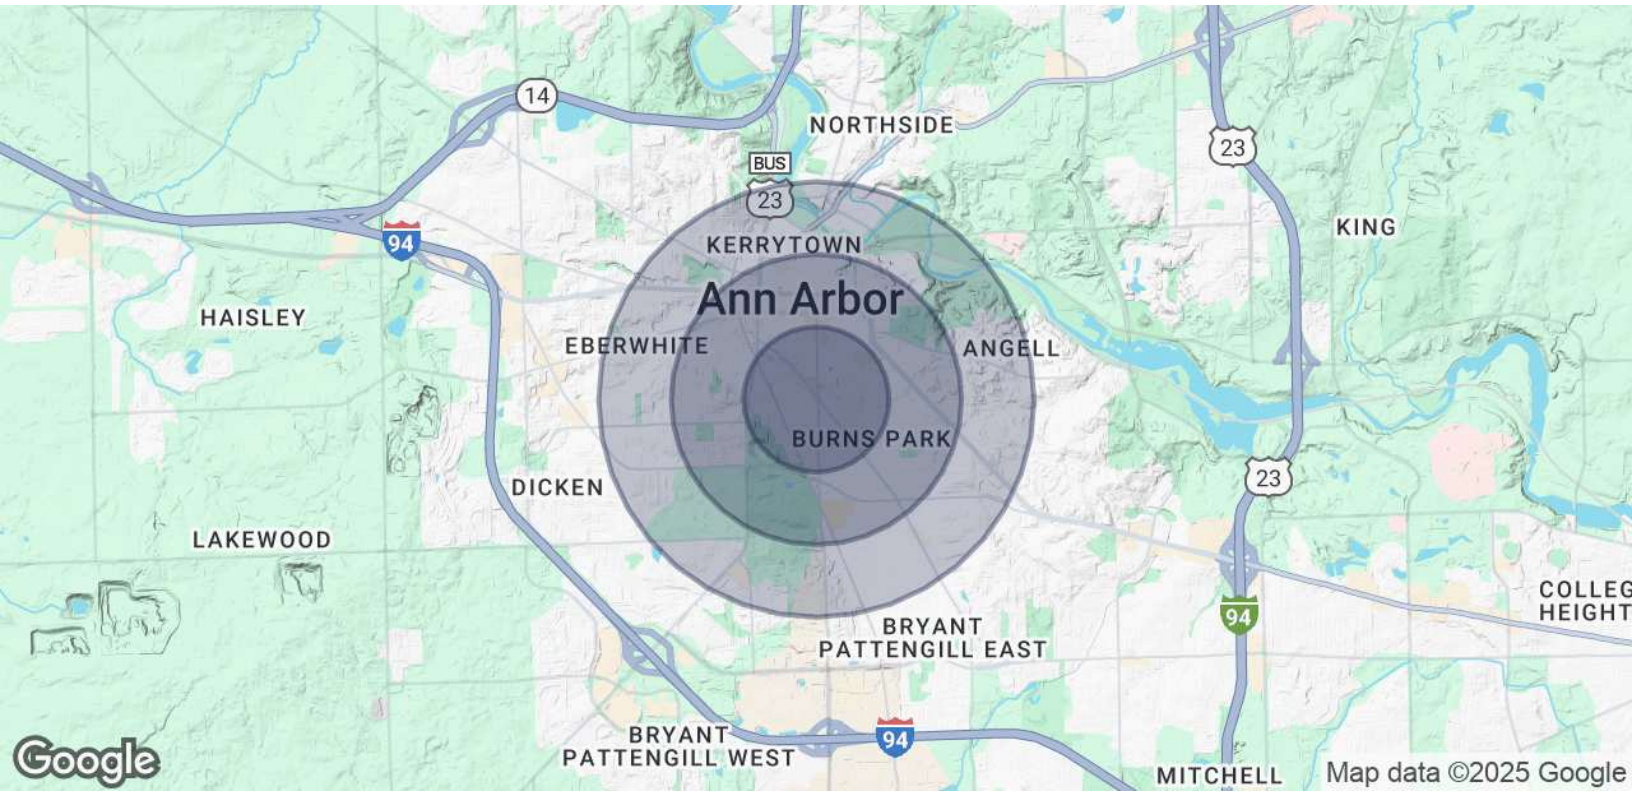 14
NORTHSIDE
BUS
23
23
KERRYTOWN
KING
94
Ann Arbor
HAISLEY
EBERWHITE
ANGELL
BURNS PARK
DICKEN
23
LAKEWOOD
COLLEG
HEIGHT
94
BRYANT
PATTENGILL EAST
BRYANT
PATTENGILL WEST
94
MITCHELL
Google
Map data ©2025 Google